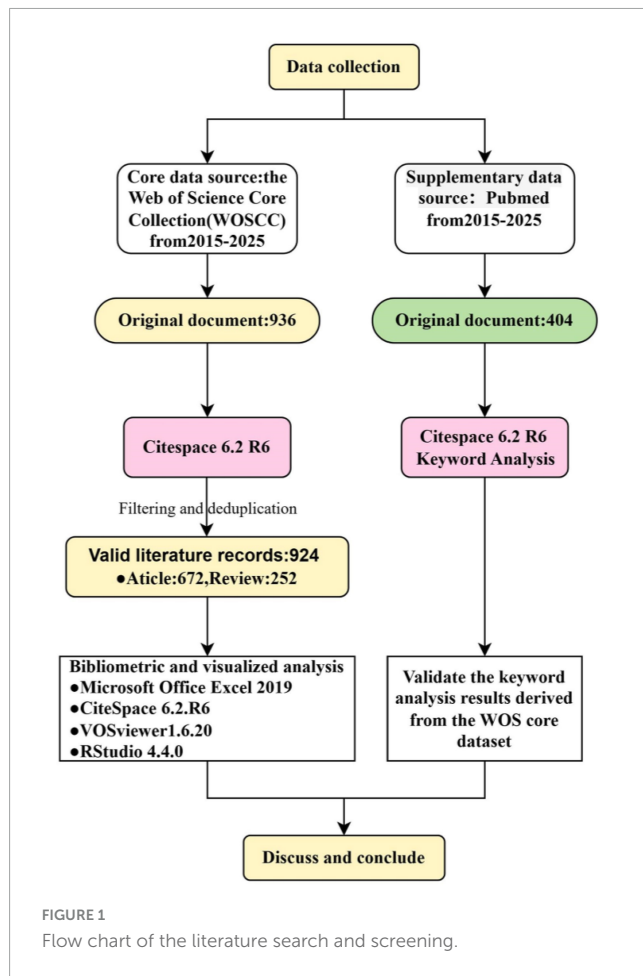 Data collection
Core data source:the
Web of Science Core
Collection(WOSCC)
from2015-2025
Supplementary data
source：Pubmed
from2015-2025
Original document:936
Original document:404
Citespace 6.2 R6
Citespace 6.2 R6
Keyword Analysis
Filtering and deduplication
Valid literature records:924
●Aticle:672,Review:252
Bibliometric and visualized analysis
●Microsoft Office Excel 2019
●CiteSpace 6.2.R6
●VOSviewer1.6.20
●RStudio 4.4.0
Validate the keyword
analysis results derived
from the WOS core
dataset
Discuss and conclude
FIGURE 1
Flow chart of the literature search and screening.